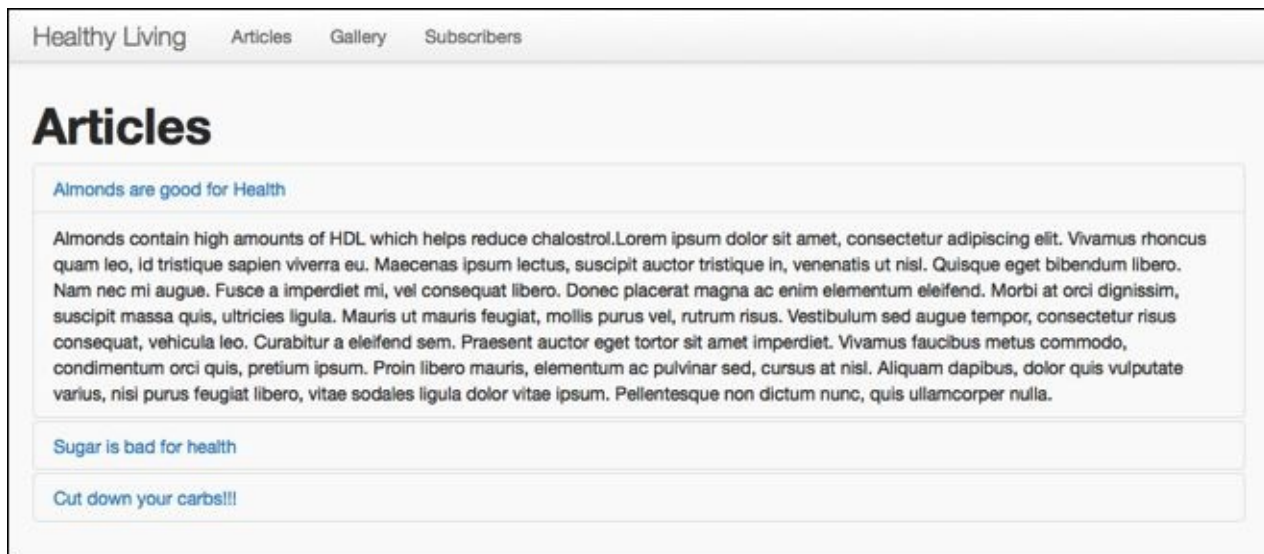 Healthy Living Articles Gallery Subscribers
Articles
Almonds are good for Health
Almonds contain high amounts of HDL which helps reduce chalostrol.Lorem ipsum dolor sit amet, consectetur adipiscing elit. Vivamus rhoncus
quam leo, id tristique sapien viverra eu. Maecenas ipsum lectus, suscipit auctor tristique in, venenatis ut nisl. Quisque eget bibendum libero.
Nam nec mi augue. Fusce a imperdiet mi, vel consequat libero. Donec placerat magna ac enim elementum eleifend. Morbi at orci dignissim,
suscipit massa quis, ultricies ligula. Mauris ut mauris feugiat, mollis purus vel, rutrum risus. Vestibulum sed augue tempor, consectetur risus
consequat, vehicula leo. Curabitur a eleifend sem. Praesent auctor eget tortor sit amet imperdiet. Vivamus faucibus metus commodo,
condimentum orci quis, pretium ipsum. Proin libero mauris, elementum ac pulvinar sed, cursus at nisl. Aliquam dapibus, dolor quis vulputate
varius, nisi purus feugiat libero, vitae sodales ligula dolor vitae ipsum. Pellentesque non dictum nunc, quis ullamcorper nulla.
Sugar is bad for health
Cut down your carbs!!!